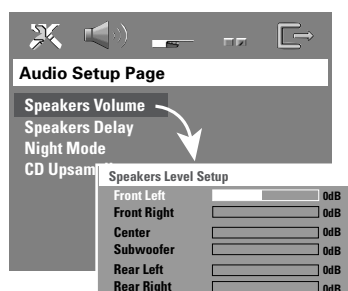 Audio Setup Page
Speakers Volume
Speakers Delay
Night Mode
CD
Speakers Level Setup
Front Left 0dB
Front Right 0dB
Center 0dB
Subwoofer 0dB
Rear Left 0dB
Rear Right 0dB